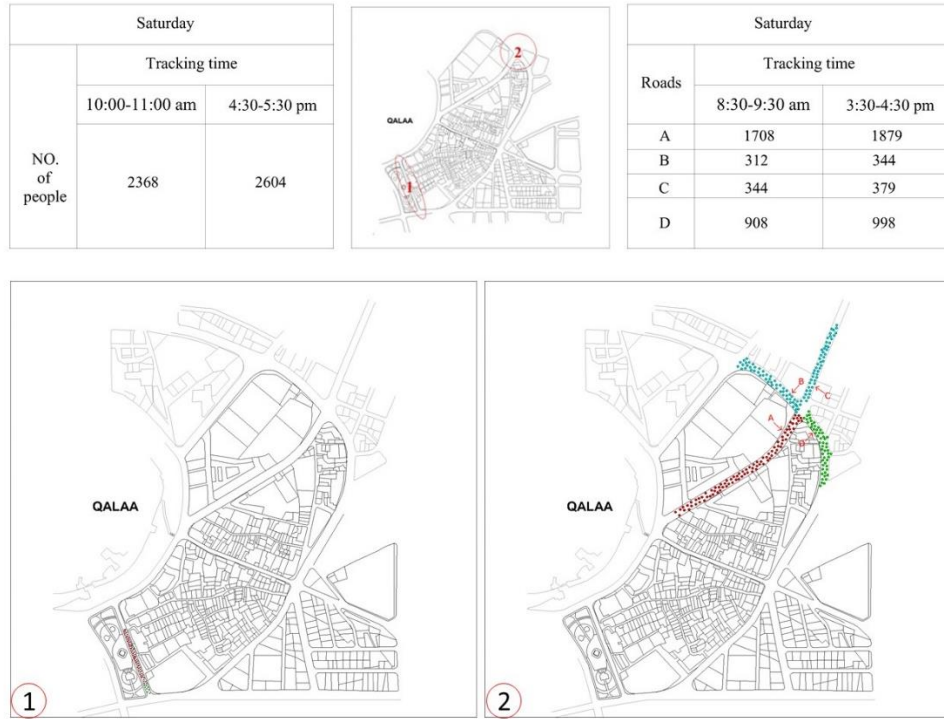 Saturday
Tracking time
10:00-11:00 am 4:30-5:30 pm
NO.
of
people
2368 2604
2
QALAA
1
Saturday
Roads
Tracking time
8:30-9:30 am 3:30-4:30 pm
A 1708 1879
B 312 344
C 344 379
D 908 998
QALAA
1
B
C
A
D
QALAA
2